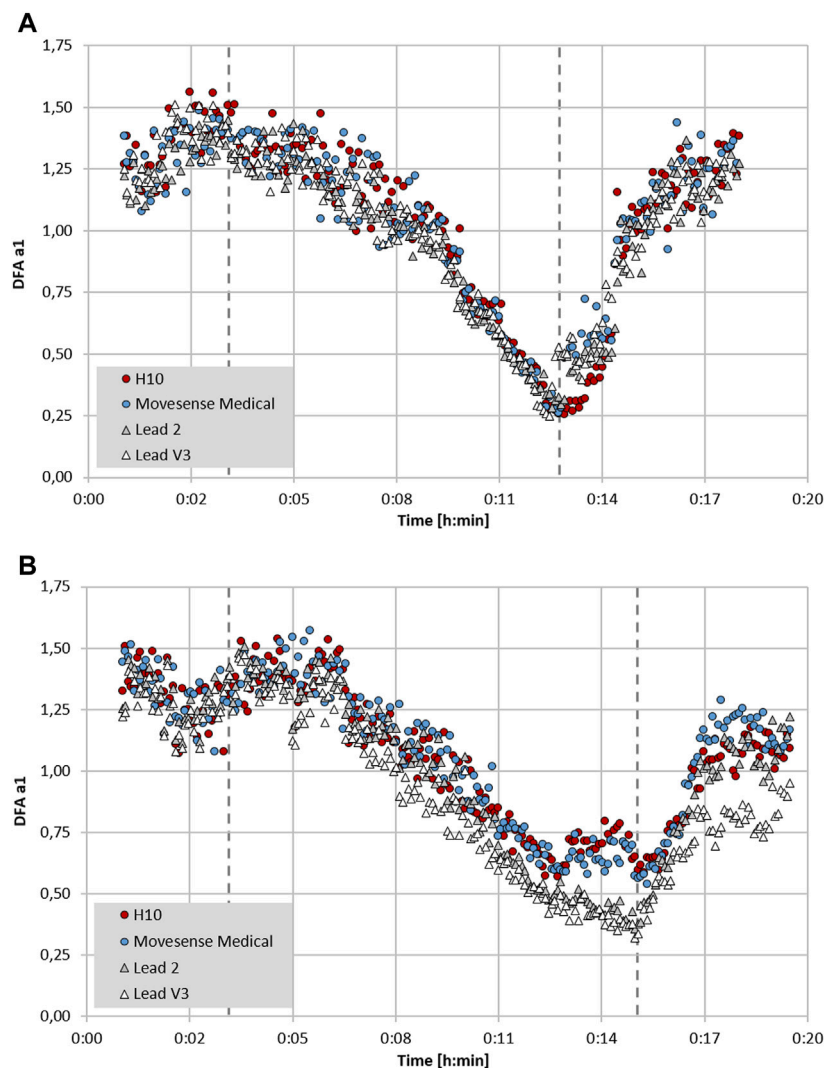 A
1,75
1,50
1,25
1,00
0,75
0,50
0,25
0,00
DFA a1
H10
Movesense Medical
Lead 2
Lead V3
0:00 0:02 0:05 0:08 0:11 0:14 0:17 0:20
Time [h:min]
B
1,75
1,50
1,25
1,00
0,75
0,50
0,25
0,00
DFA a1
H10
Movesense Medical
Lead 2
Lead V3
0:00 0:02 0:05 0:08 0:11 0:14 0:17 0:20
Time [h:min]